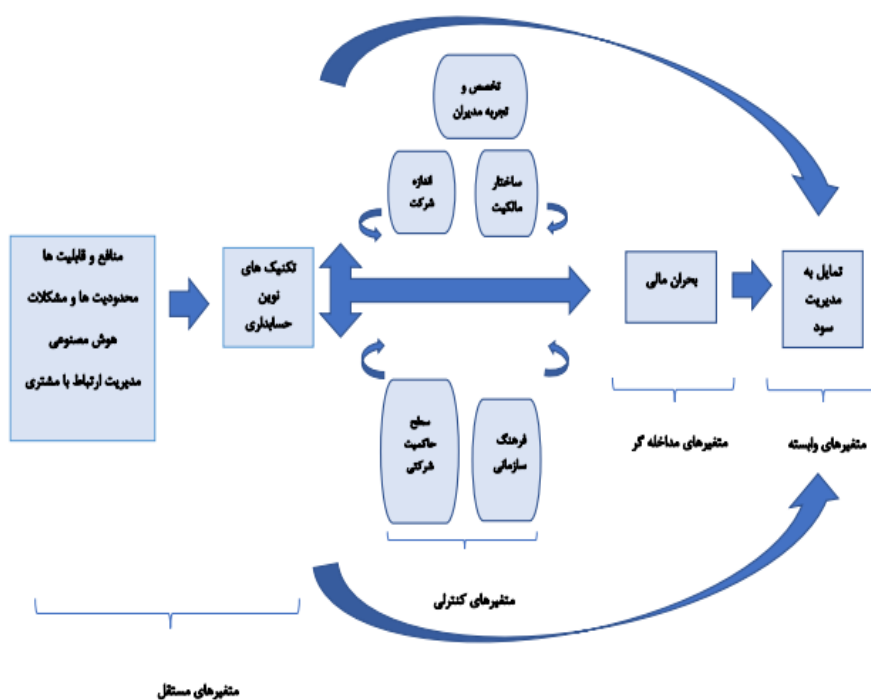 تخصص و
تجربه مدیران
اندازه
شرکت
ساختار
مالکیت
منافع و قابلیت ها
محدودیت ها و مشکلات
هوش مصنوعی
مدیریت ارتباط با مشتری
تکنیک های
نوین
حسابداری
بحران مالی
تمایل به
مدیریت
سود
سطح
حاکمیت
شرکتی
فرهنگ
سازمانی
متغیرهای مداخله گر
متغیرهای وابسته
متغیرهای کنترلی
متغیرهای مستقل